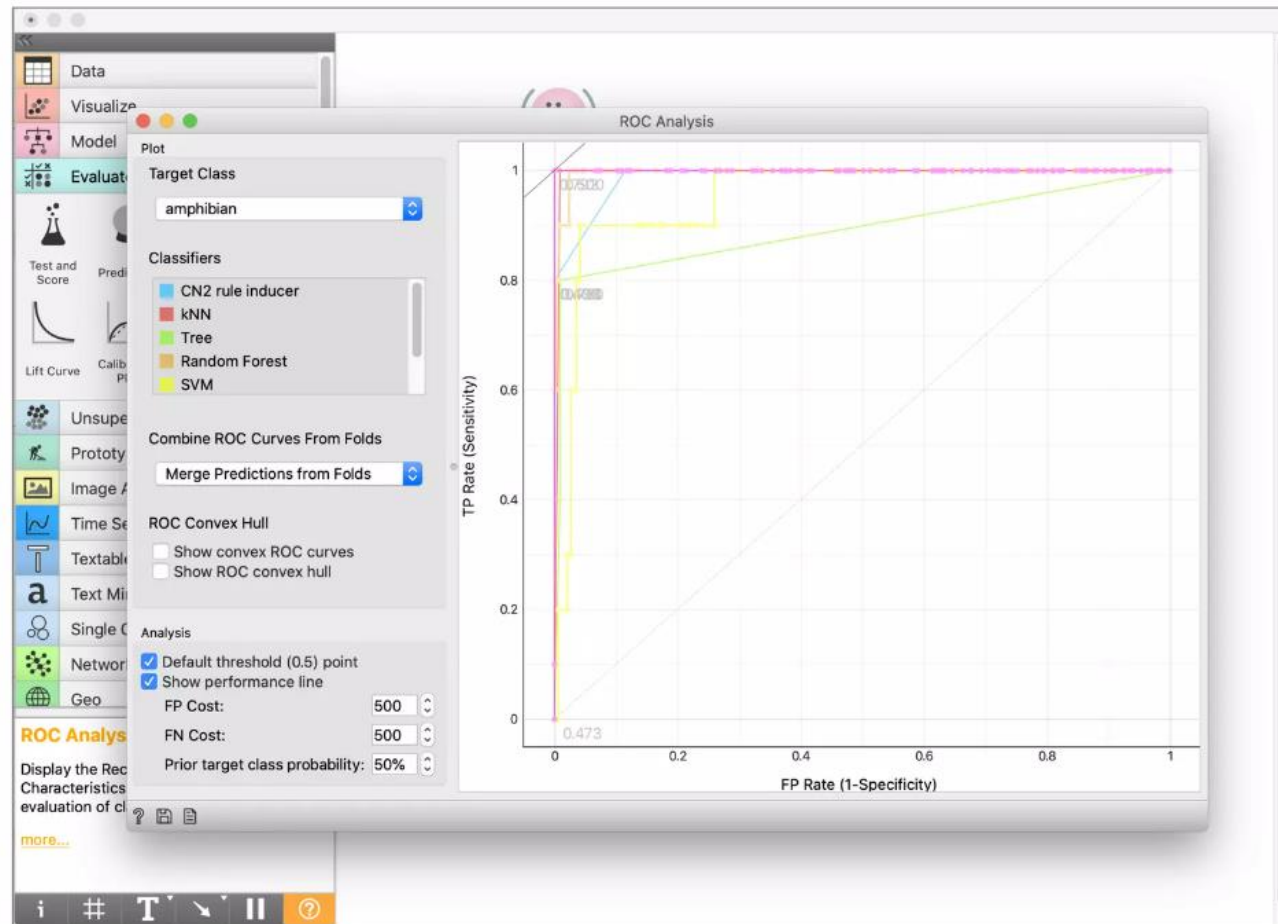 Data
Visualize
Model
Evaluat
Test and
Score
Predi
Lift Curve
Calib
Pl
Unsupe
Prototy
Image A
Time Se
Textable
Text Mi
Single C
Networ
Geo
ROC Analys
Display the Rec
Characteristics
evaluation of cl
more...
ROC Analysis
Plot
Target Class
amphibian
Classifiers
CN2 rule inducer
kNN
Tree
Random Forest
SVM
Combine ROC Curves From Folds
Merge Predictions from Folds
ROC Convex Hull
Show convex ROC curves
Show ROC convex hull
Analysis
Default threshold (0.5) point
Show performance line
FP Cost: 500
FN Cost: 500
Prior target class probability: 50%
TP Rate (Sensitivity)
1
0.8
0.6
0.4
0.2
0
0.473
0 0.2 0.4 0.6 0.8 1
FP Rate (1-Specificity)